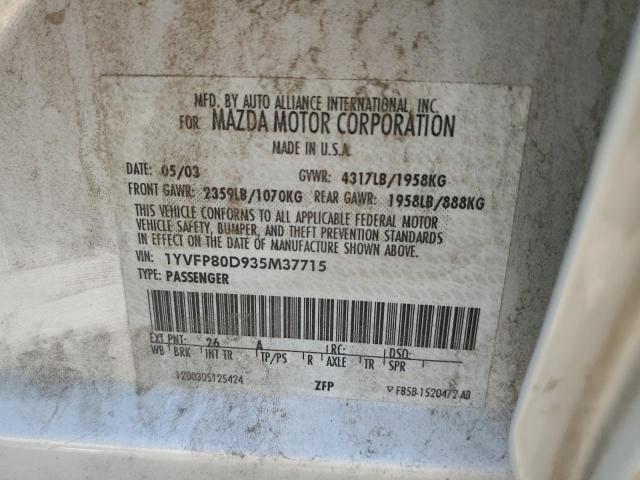 MFD. BY AUTO ALLIANCE INTERNATIONAL, INC.
FOR MAZDA MOTOR CORPORATION
MADE IN U.S.A.
DATE: 05/03 GVWR: 4317LB/1958KG
FRONT GAWR: 2359LB/1070KG REAR GAWR: 1958LB/888KG
THIS VEHICLE CONFORMS TO ALL APPLICABLE FEDERAL MOTOR
VEHICLE SAFETY, BUMPER, AND THEFT PREVENTION STANDARDS
IN EFFECT ON THE DATE OF MANUFACTURE SHOWN ABOVE.
VIN: 1YVFP80D935M37715
TYPE: PASSENGER
EXT PNT: 26 A RC: DSO:
WB BRK INT TR TP/PS R AXLE TR SPR
1200305125424 ZFP F85B-1520472-AB